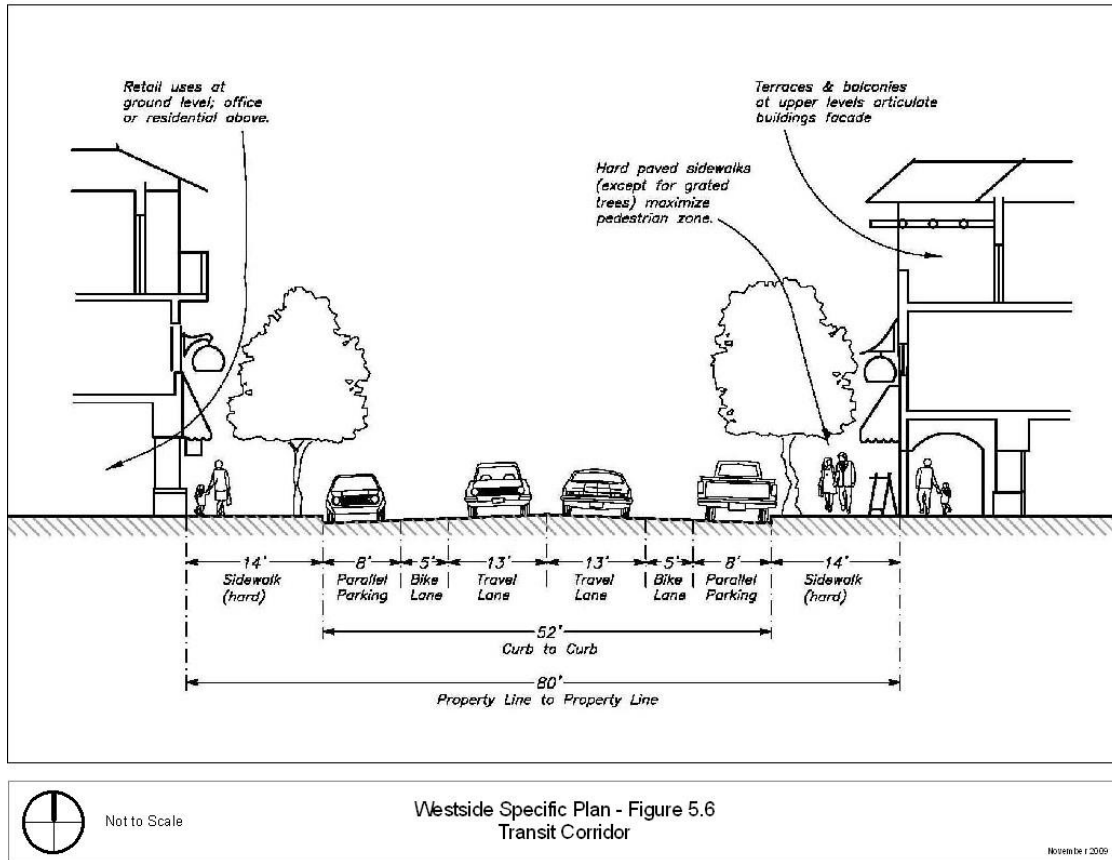 Retail uses at
ground level; office
or residential above.
Terraces & balconies
at upper levels articulate
buildings facade
Hard paved sidewalks
(except for grated
trees) maximize
pedestrian zone.
14' 8' 5' 13' 13' 5' 8' 14'
Sidewalk Parallel Bike Travel Travel Bike Parallel Sidewalk
(hard) Parking Lane Lane Lane Lane Parking (hard)
52'
Curb to Curb
80'
Property Line to Property Line
Not to Scale
Westside Specific Plan - Figure 5.6
Transit Corridor
November 2009